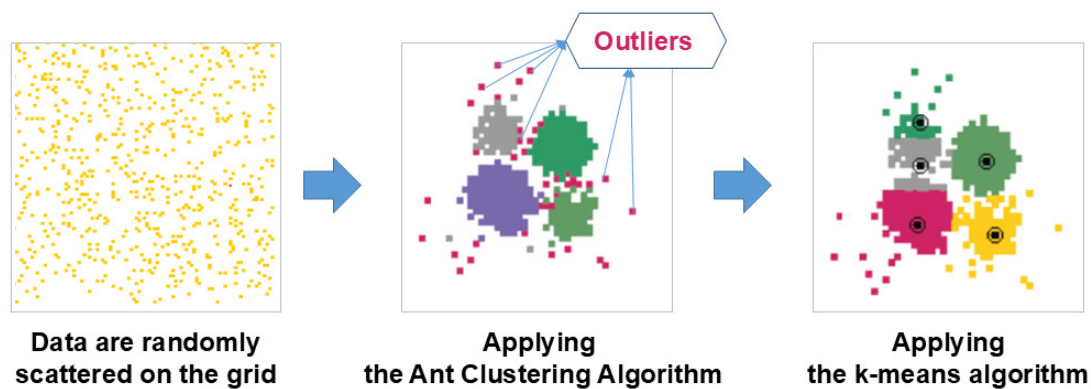 Outliers
Data are randomly
scattered on the grid
Applying
the Ant Clustering Algorithm
Applying
the k-means algorithm